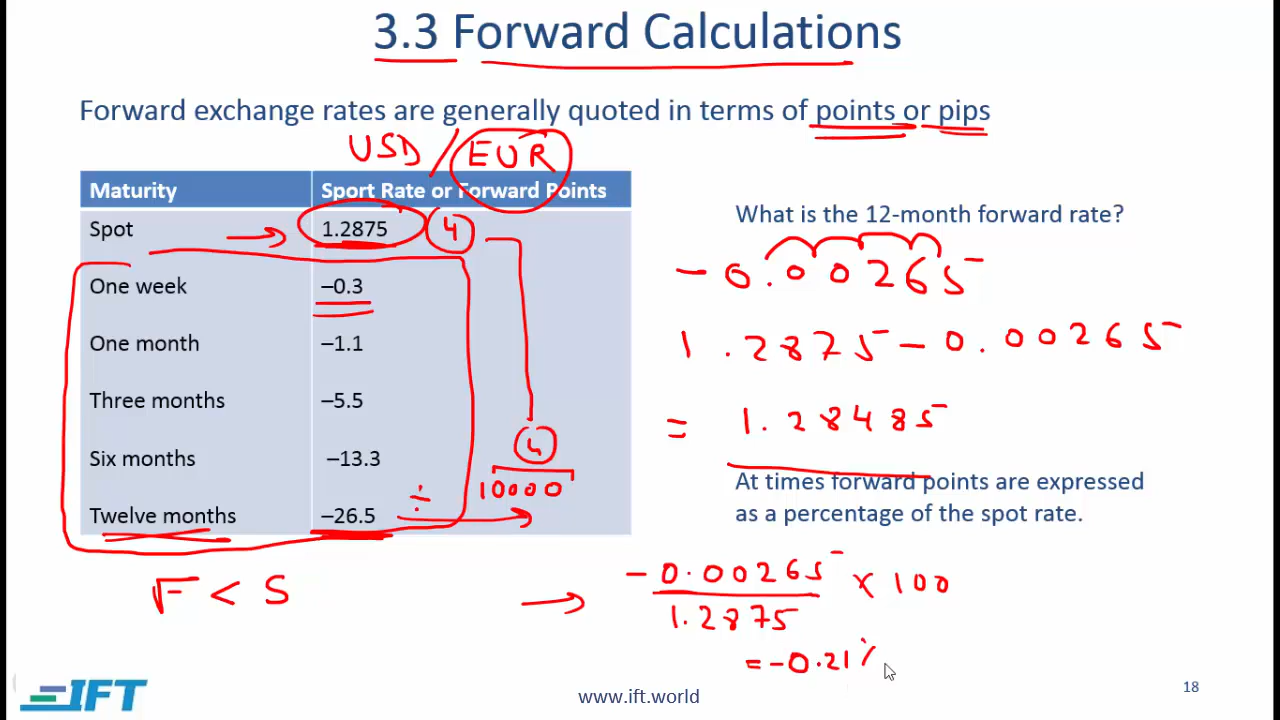 3.3 Forward Calculations
Forward exchange rates are generally quoted in terms of points or pips
USD / EUR
Maturity Sport Rate or Forward Points
Spot 1.2875 4
One week –0.3
One month –1.1
Three months –5.5
Six months –13.3
Twelve months –26.5 ÷
4
10000
F < S
What is the 12-month forward rate?
– 0.00265
1.2875 – 0.00265
= 1.28485
At times forward points are expressed
as a percentage of the spot rate.
–0.00265
1.2875
× 100
= –0.21%
IFT
www.ift.world
18